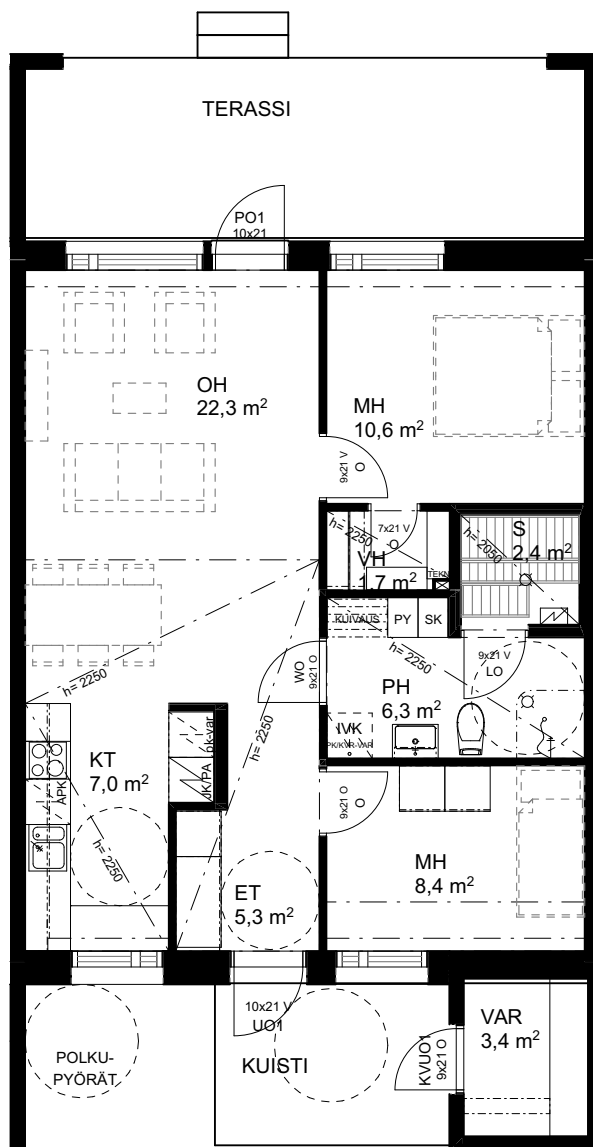 TERASSI
PO1
10x21
OH
22,3 m²
MH
10,6 m²
9x21 V
O
7x21 V
O
h= 2250
VH
1,7 m²
TEKN
S
2,4 m²
h= 2050
KUIVAUS
PY
SK
h= 2250
9x21 V
LO
WO
9x21 O
PH
6,3 m²
IVK
PK/KVR-VAR
h= 2250
h= 2250
KT
7,0 m²
APK
pk-var
JK/PA
h= 2250
9x21 O
O
MH
8,4 m²
ET
5,3 m²
10x21 V
UO1
KUISTI
POLKU-
PYÖRÄT
KVUO1
9x21 O
VAR
3,4 m²